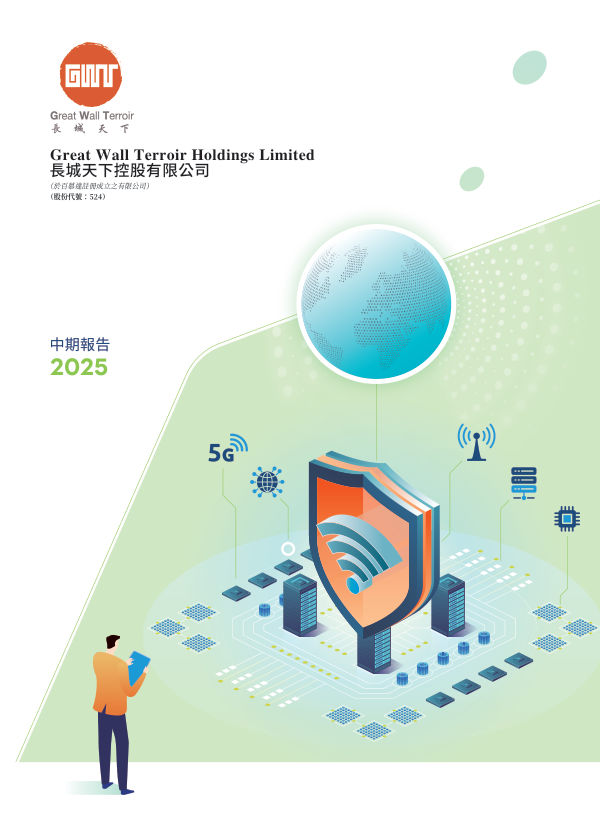 GWT
Great Wall Terroir
長城天下
Great Wall Terroir Holdings Limited
長城天下控股有限公司
(於百慕達註冊成立之有限公司)
(股份代號：524)
中期報告
2025
5G